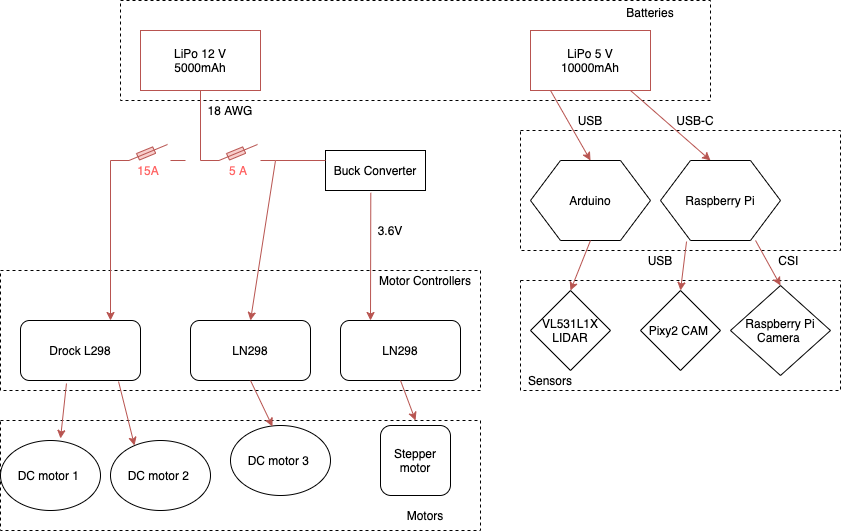 Batteries
LiPo 12 V
5000mAh
LiPo 5 V
10000mAh
18 AWG
USB
USB-C
15A
5 A
Buck Converter
Arduino
Raspberry Pi
3.6V
USB
CSI
Motor Controllers
Drock L298
LN298
LN298
VL531L1X
LIDAR
Pixy2 CAM
Raspberry Pi
Camera
Sensors
DC motor 1
DC motor 2
DC motor 3
Stepper
motor
Motors